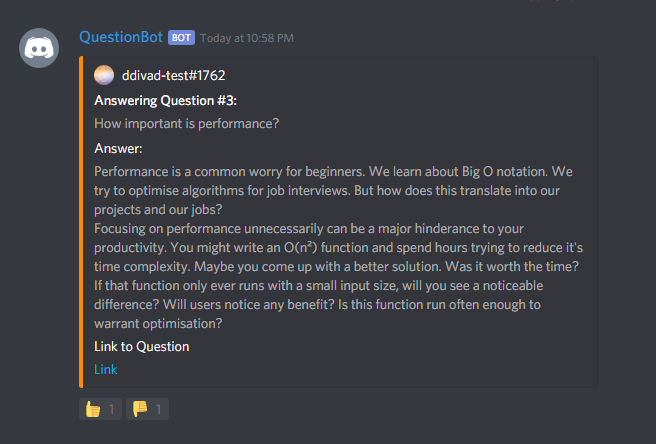 QuestionBot BOT Today at 10:58 PM
ddivad-test#1762
Answering Question #3:
How important is performance?
Answer:
Performance is a common worry for beginners. We learn about Big O notation. We
try to optimise algorithms for job interviews. But how does this translate into our
projects and our jobs?
Focusing on performance unnecessarily can be a major hinderance to your
productivity. You might write an O(n²) function and spend hours trying to reduce it's
time complexity. Maybe you come up with a better solution. Was it worth the time?
If that function only ever runs with a small input size, will you see a noticeable
difference? Will users notice any benefit? Is this function run often enough to
warrant optimisation?
Link to Question
Link
1 1